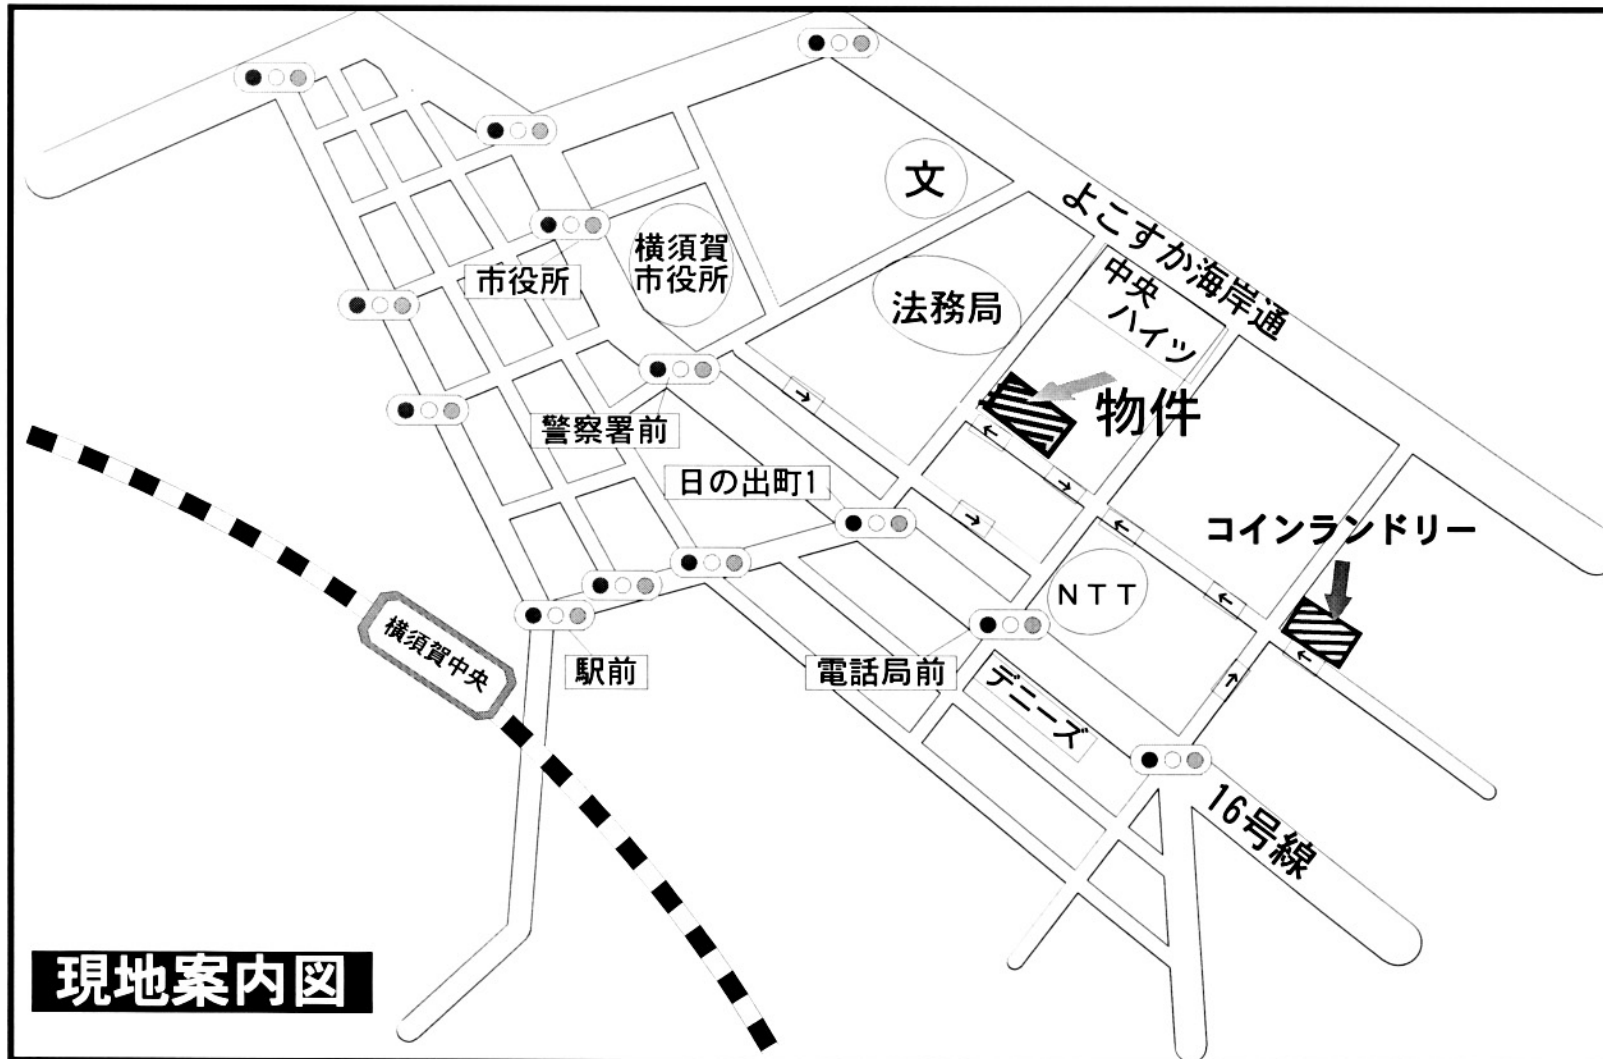 文
よこすか海岸通
横須賀
市役所
市役所
中央
ハイツ
法務局
物件
警察署前
日の出町1
コインランドリー
NTT
横須賀中央
駅前
電話局前
デニーズ
16号線
現地案内図